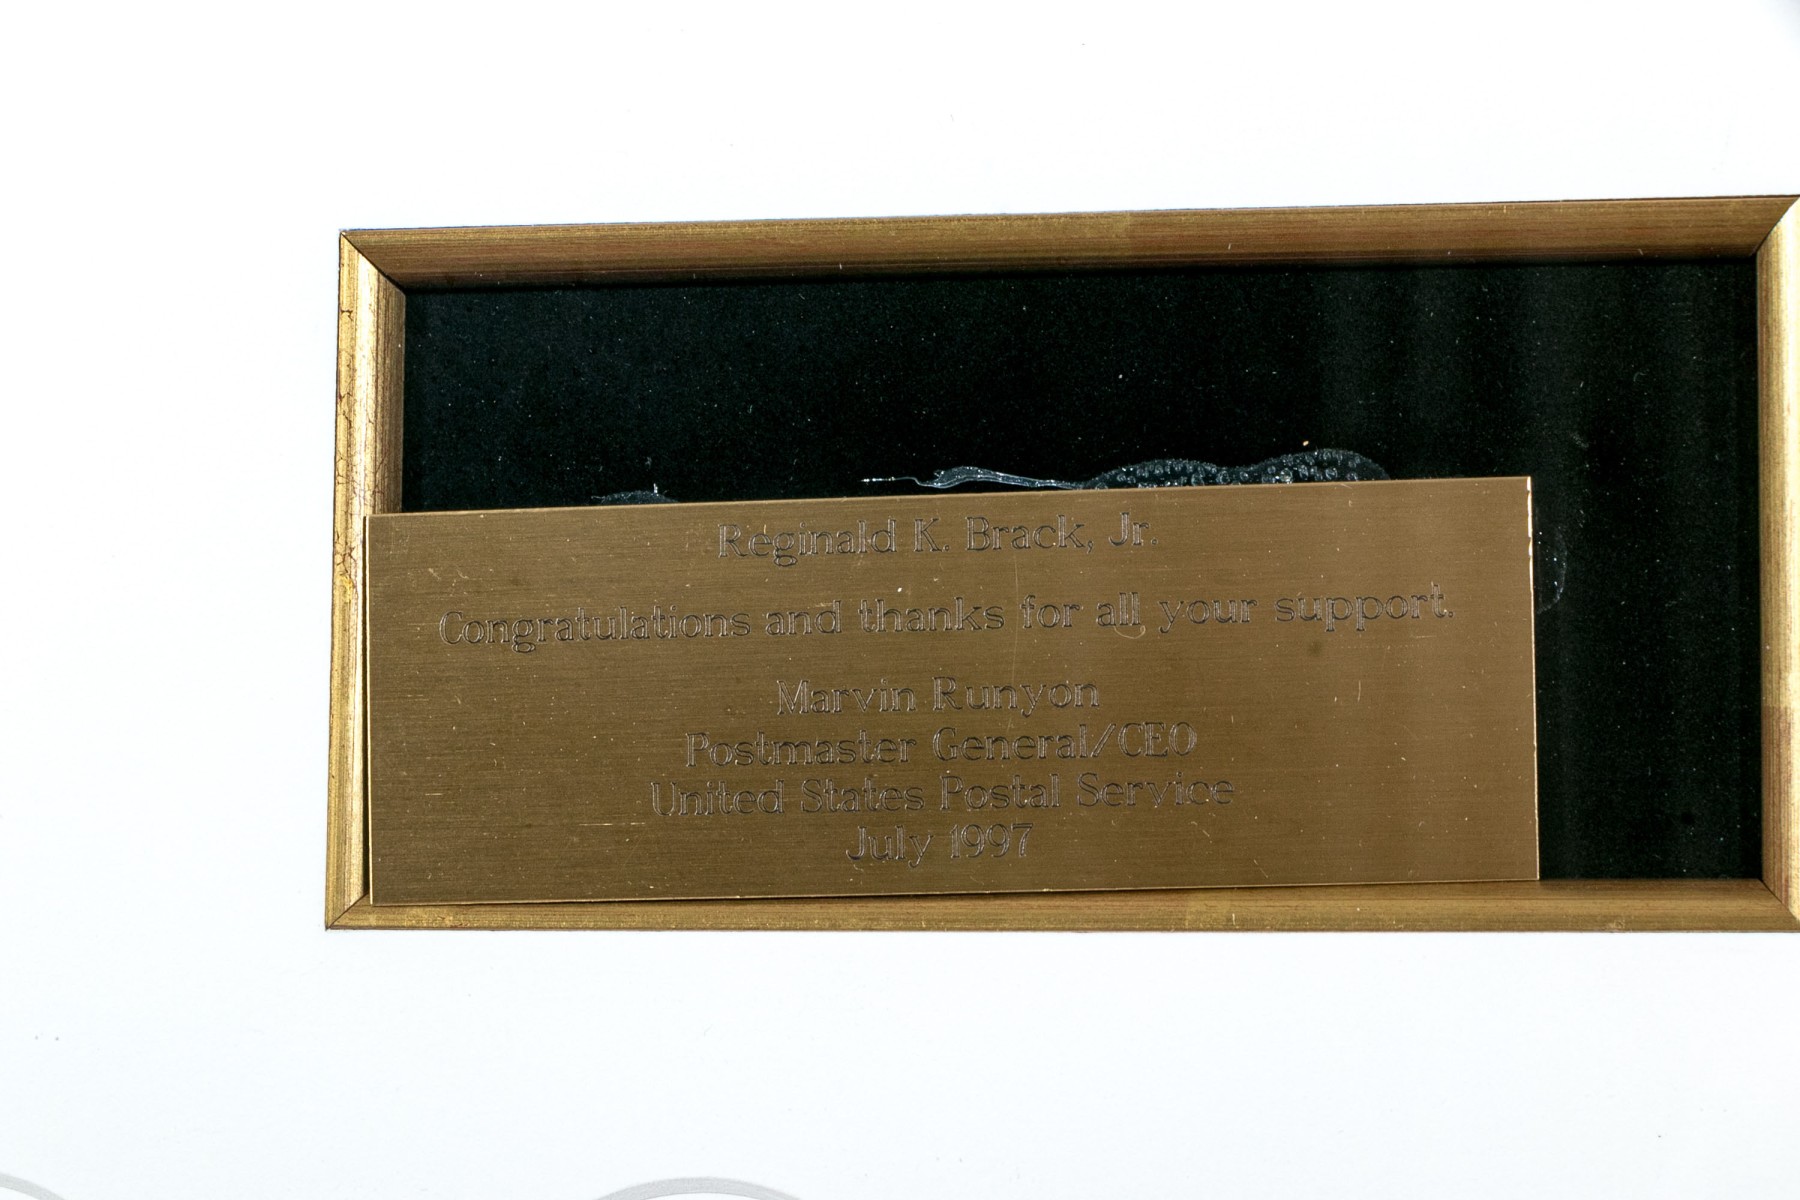 Reginald K. Brack, Jr.
Congratulations and thanks for all your support.
Marvin Runyon
Postmaster General/CEO
United States Postal Service
July 1997